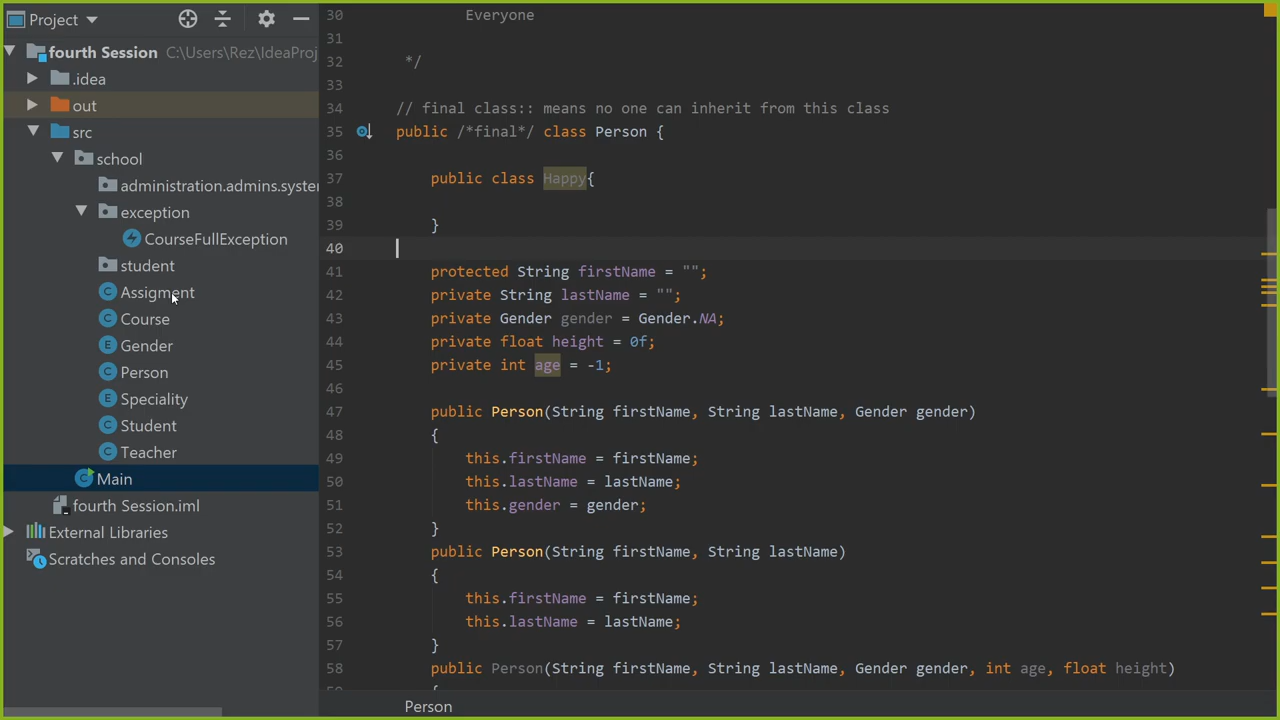 Project
fourth Session C:\Users\Rez\IdeaProj
.idea
out
src
school
administration.admins.syster
exception
CourseFullException
student
Assigment
Course
Gender
Person
Speciality
Student
Teacher
Main
fourth Session.iml
External Libraries
Scratches and Consoles
30 Everyone
31
32 */
33
34 // final class:: means no one can inherit from this class
35 public /*final*/ class Person {
36
37 public class Happy{
38
39 }
40
41 protected String firstName = "";
42 private String lastName = "";
43 private Gender gender = Gender.NA;
44 private float height = 0f;
45 private int age = -1;
46
47 public Person(String firstName, String lastName, Gender gender)
48 {
49 this.firstName = firstName;
50 this.lastName = lastName;
51 this.gender = gender;
52 }
53 public Person(String firstName, String lastName)
54 {
55 this.firstName = firstName;
56 this.lastName = lastName;
57 }
58 public Person(String firstName, String lastName, Gender gender, int age, float height)
{
Person